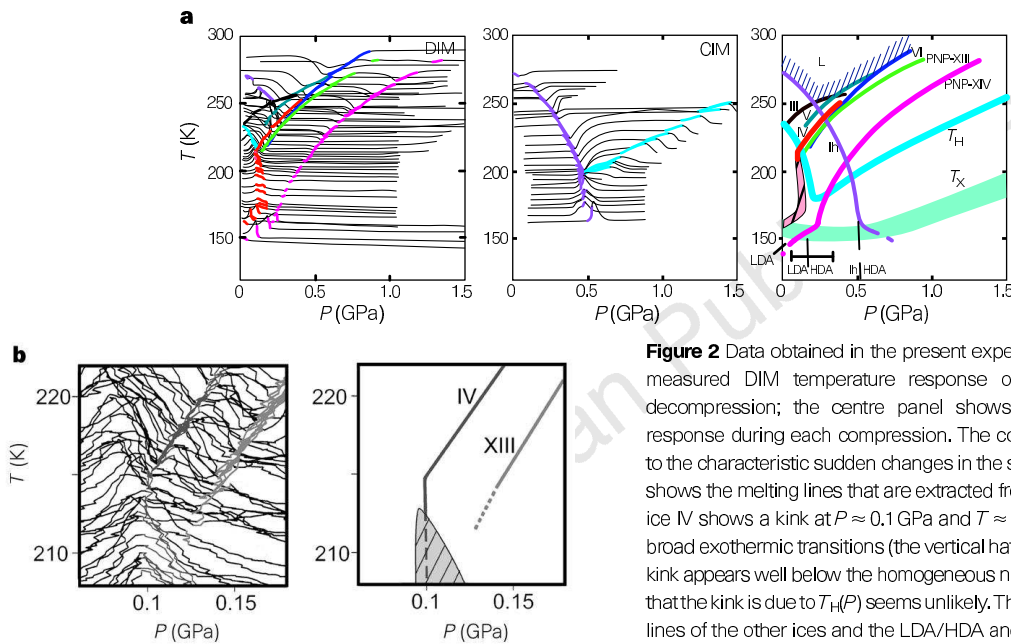 a
300
250
200
150
T (K)
DIM
0
0.5
1.0
1.5
P (GPa)
300
250
200
150
CIM
0
0.5
1.0
1.5
P (GPa)
300
250
200
150
L
VI
PNP-XIII
PNP-XIV
III
V
IV
Ih
TH
TX
LDA
LDA HDA
Ih HDA
0
0.5
1.0
1.5
P (GPa)
b
220
210
T (K)
0.1
0.15
P (GPa)
220
210
IV
XIII
0.1
0.15
P (GPa)
Figure 2 Data obtained in the present expe
measured DIM temperature response o
decompression; the centre panel shows
response during each compression. The co
to the characteristic sudden changes in the s
shows the melting lines that are extracted fro
ice IV shows a kink at P ≈ 0.1 GPa and T ≈
broad exothermic transitions (the vertical hat
kink appears well below the homogeneous n
that the kink is due to TH(P) seems unlikely. Th
lines of the other ices and the LDA/HDA and